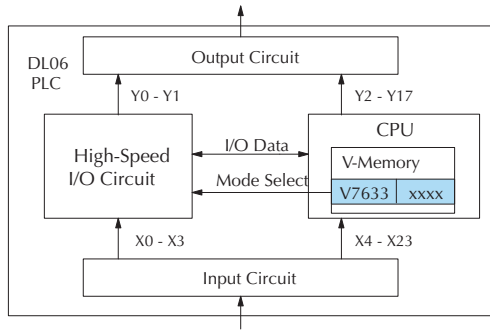 DL06
PLC
Output Circuit
Y0 - Y1
Y2 - Y17
High-Speed
I/O Circuit
I/O Data
Mode Select
CPU
V-Memory
V7633
xxxx
X0 - X3
X4 - X23
Input Circuit